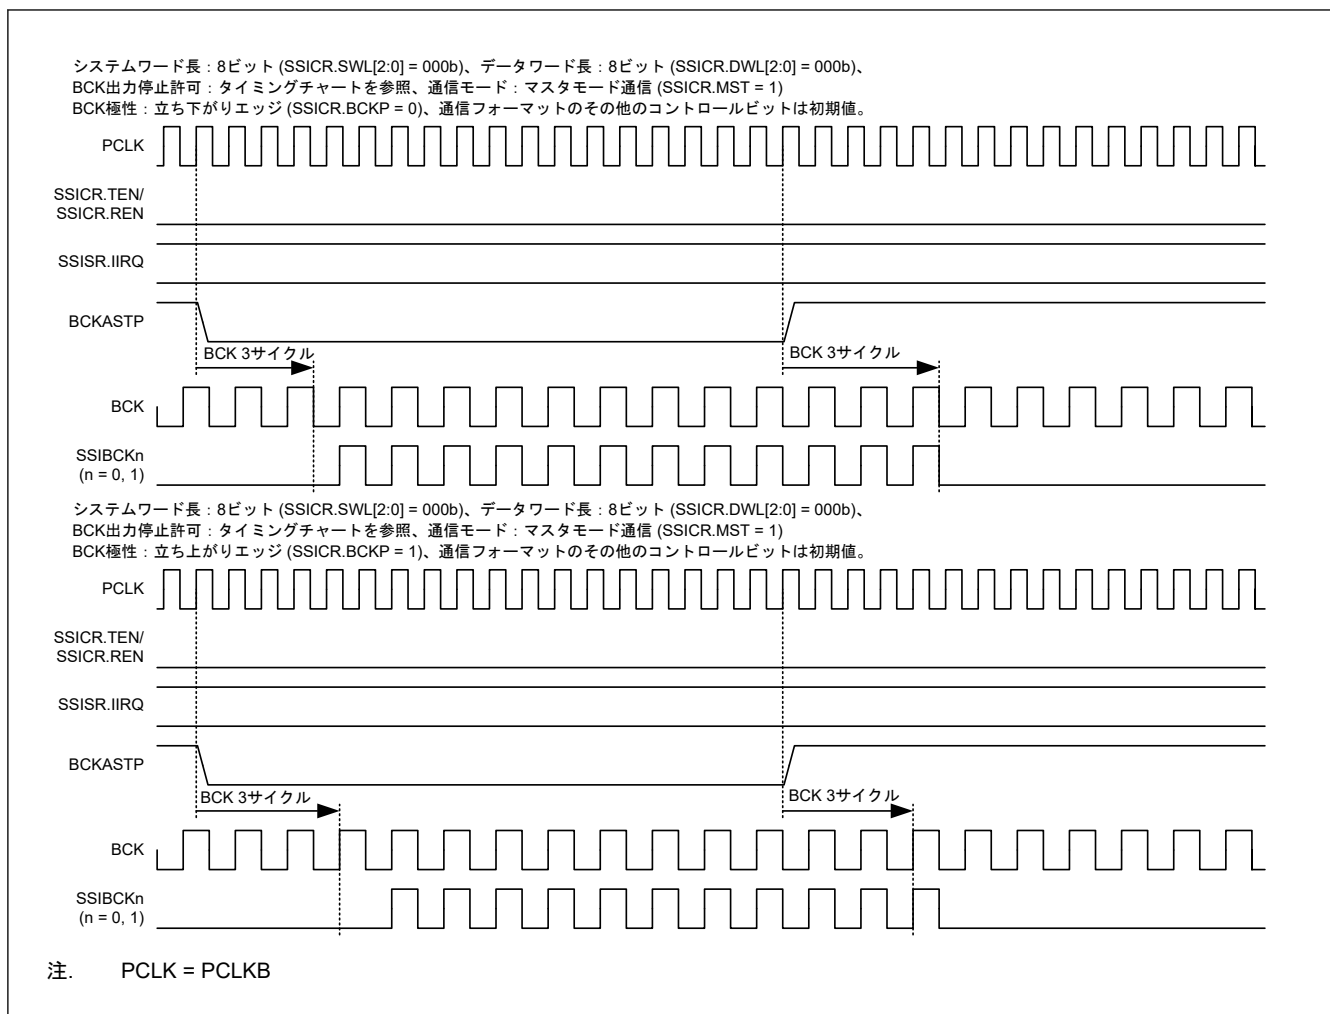 システムワード長：8ビット (SSICR.SWL[2:0] = 000b)、データワード長：8ビット (SSICR.DWL[2:0] = 000b)、
BCK出力停止許可：タイミングチャートを参照、通信モード：マスタモード通信 (SSICR.MST = 1)
BCK極性：立ち下がりエッジ (SSICR.BCKP = 0)、通信フォーマットのその他のコントロールビットは初期値。
PCLK
SSICR.TEN/
SSICR.REN
SSISR.IIRQ
BCKASTP
BCK 3サイクル
BCK 3サイクル
BCK
SSIBCKn
(n = 0, 1)
システムワード長：8ビット (SSICR.SWL[2:0] = 000b)、データワード長：8ビット (SSICR.DWL[2:0] = 000b)、
BCK出力停止許可：タイミングチャートを参照、通信モード：マスタモード通信 (SSICR.MST = 1)
BCK極性：立ち上がりエッジ (SSICR.BCKP = 1)、通信フォーマットのその他のコントロールビットは初期値。
PCLK
SSICR.TEN/
SSICR.REN
SSISR.IIRQ
BCKASTP
BCK 3サイクル
BCK 3サイクル
BCK
SSIBCKn
(n = 0, 1)
注. PCLK = PCLKB